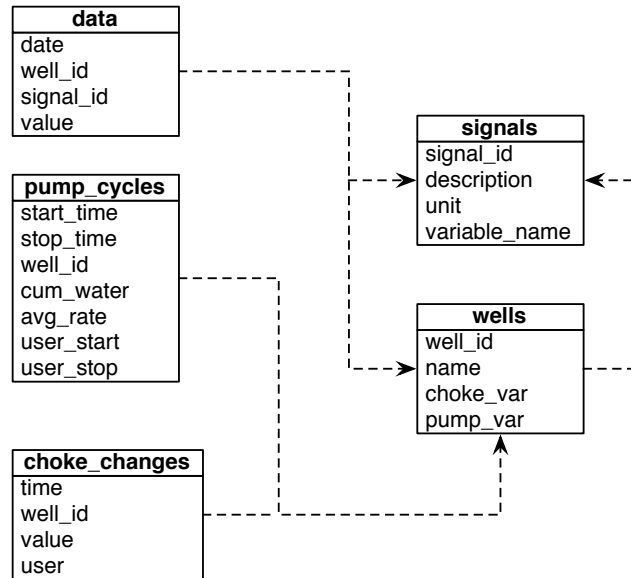 data
date
well_id
signal_id
value
pump_cycles
start_time
stop_time
well_id
cum_water
avg_rate
user_start
user_stop
choke_changes
time
well_id
value
user
signals
signal_id
description
unit
variable_name
wells
well_id
name
choke_var
pump_var